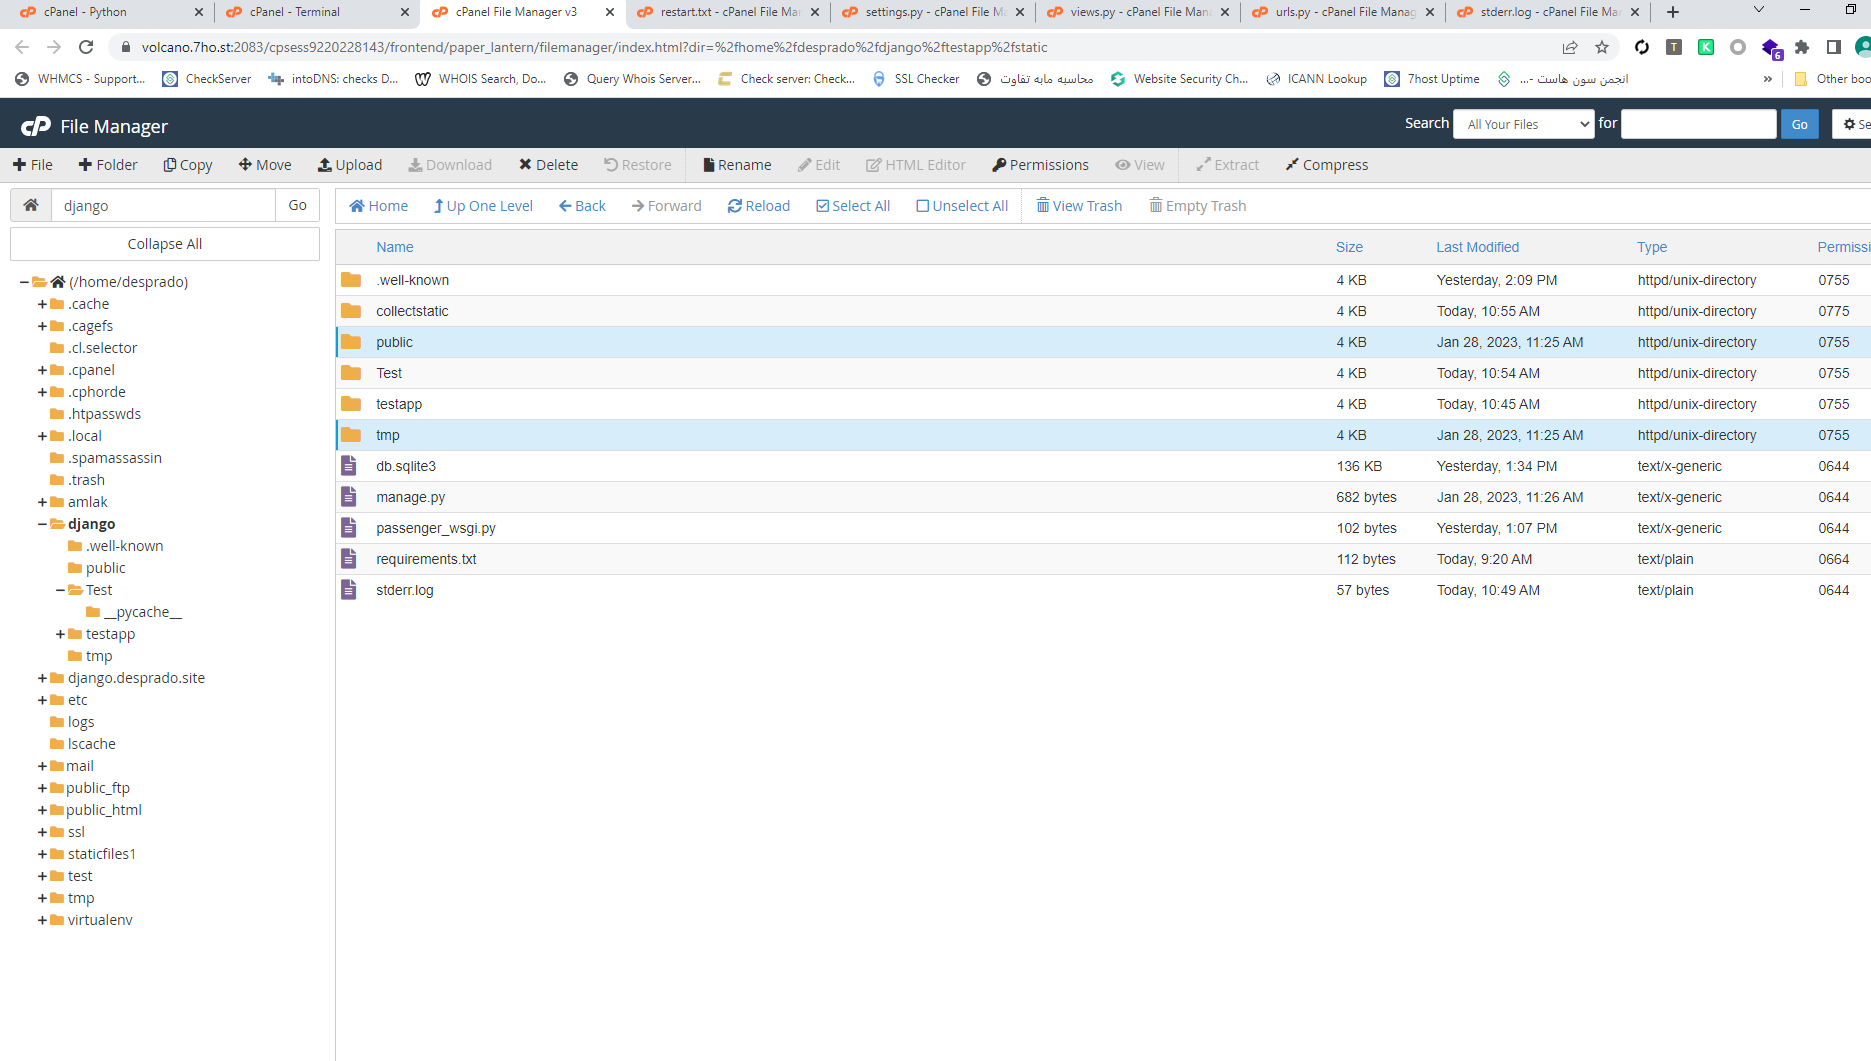 cPanel - Python
cPanel - Terminal
cPanel File Manager v3
restart.txt - cPanel File Mar
settings.py - cPanel File M
views.py - cPanel File Man
urls.py - cPanel File Manag
stderr.log - cPanel File Ma
volcano.7ho.st:2083/cpsess9220228143/frontend/paper_lantern/filemanager/index.html?dir=%2fhome%2fdesprado%2fdjango%2ftestapp%2fstatic
T
K
6
WHMCS - Support...
CheckServer
intoDNS: checks D...
WHOIS Search, Do...
Query Whois Server...
Check server: Check...
SSL Checker
محاسبه مابه تفاوت
Website Security Ch...
ICANN Lookup
7host Uptime
انجمن سون هاست -...
»
Other boo
cP File Manager
Search All Your Files for Go Se
File Folder Copy Move Upload Download Delete Restore Rename Edit HTML Editor Permissions View Extract Compress
django Go
Home Up One Level Back Forward Reload Select All Unselect All View Trash Empty Trash
Collapse All
(/home/desprado)
.cache
.cagefs
.cl.selector
.cpanel
.cphorde
.htpasswds
.local
.spamassassin
.trash
amlak
django
.well-known
public
Test
__pycache__
testapp
tmp
django.desprado.site
etc
logs
lscache
mail
public_ftp
public_html
ssl
staticfiles1
test
tmp
virtualenv
Name Size Last Modified Type Permissi
.well-known 4 KB Yesterday, 2:09 PM httpd/unix-directory 0755
collectstatic 4 KB Today, 10:55 AM httpd/unix-directory 0775
public 4 KB Jan 28, 2023, 11:25 AM httpd/unix-directory 0755
Test 4 KB Today, 10:54 AM httpd/unix-directory 0755
testapp 4 KB Today, 10:45 AM httpd/unix-directory 0755
tmp 4 KB Jan 28, 2023, 11:25 AM httpd/unix-directory 0755
db.sqlite3 136 KB Yesterday, 1:34 PM text/x-generic 0644
manage.py 682 bytes Jan 28, 2023, 11:26 AM text/x-generic 0644
passenger_wsgi.py 102 bytes Yesterday, 1:07 PM text/x-generic 0644
requirements.txt 112 bytes Today, 9:20 AM text/plain 0664
stderr.log 57 bytes Today, 10:49 AM text/plain 0644